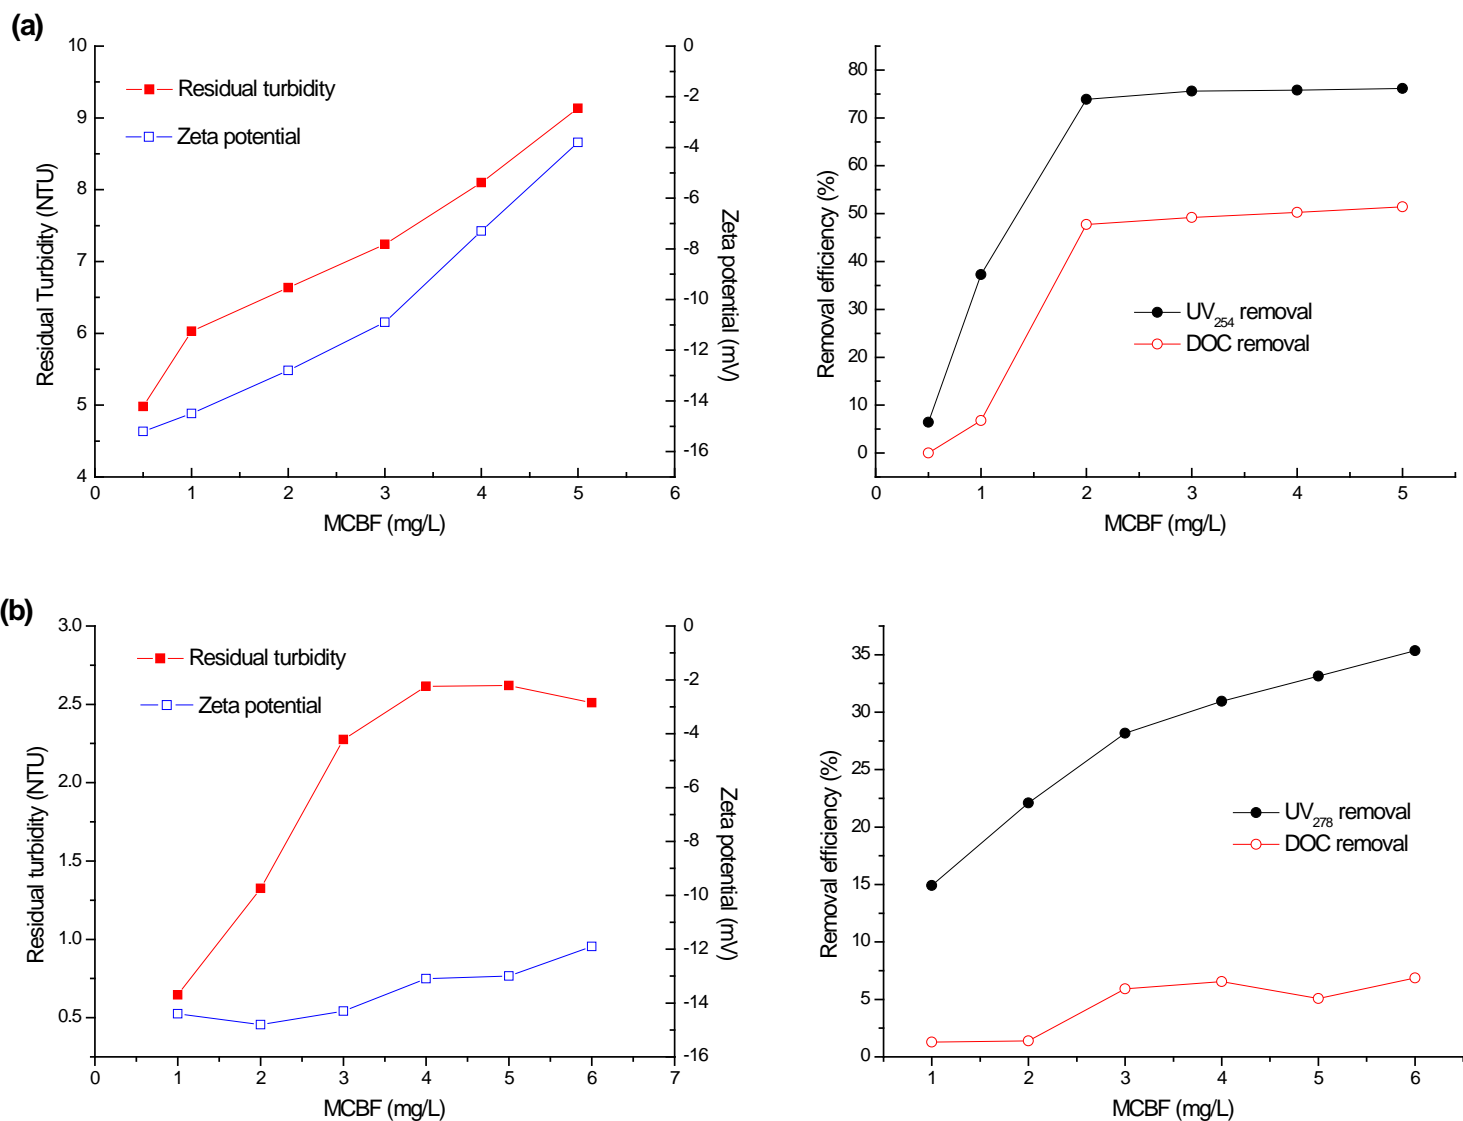 (a)
10
9
8
7
6
5
4
Residual Turbidity (NTU)
Residual turbidity
Zeta potential
0
-2
-4
-6
-8
-10
-12
-14
-16
Zeta potential (mV)
0 1 2 3 4 5 6
MCBF (mg/L)
80
70
60
50
40
30
20
10
0
Removal efficiency (%)
UV254 removal
DOC removal
0 1 2 3 4 5
MCBF (mg/L)
(b)
3.0
2.5
2.0
1.5
1.0
0.5
Residual turbidity (NTU)
Residual turbidity
Zeta potential
0
-2
-4
-6
-8
-10
-12
-14
-16
Zeta potential (mV)
0 1 2 3 4 5 6 7
MCBF (mg/L)
35
30
25
20
15
10
5
0
Removal efficiency (%)
UV278 removal
DOC removal
1 2 3 4 5 6
MCBF (mg/L)